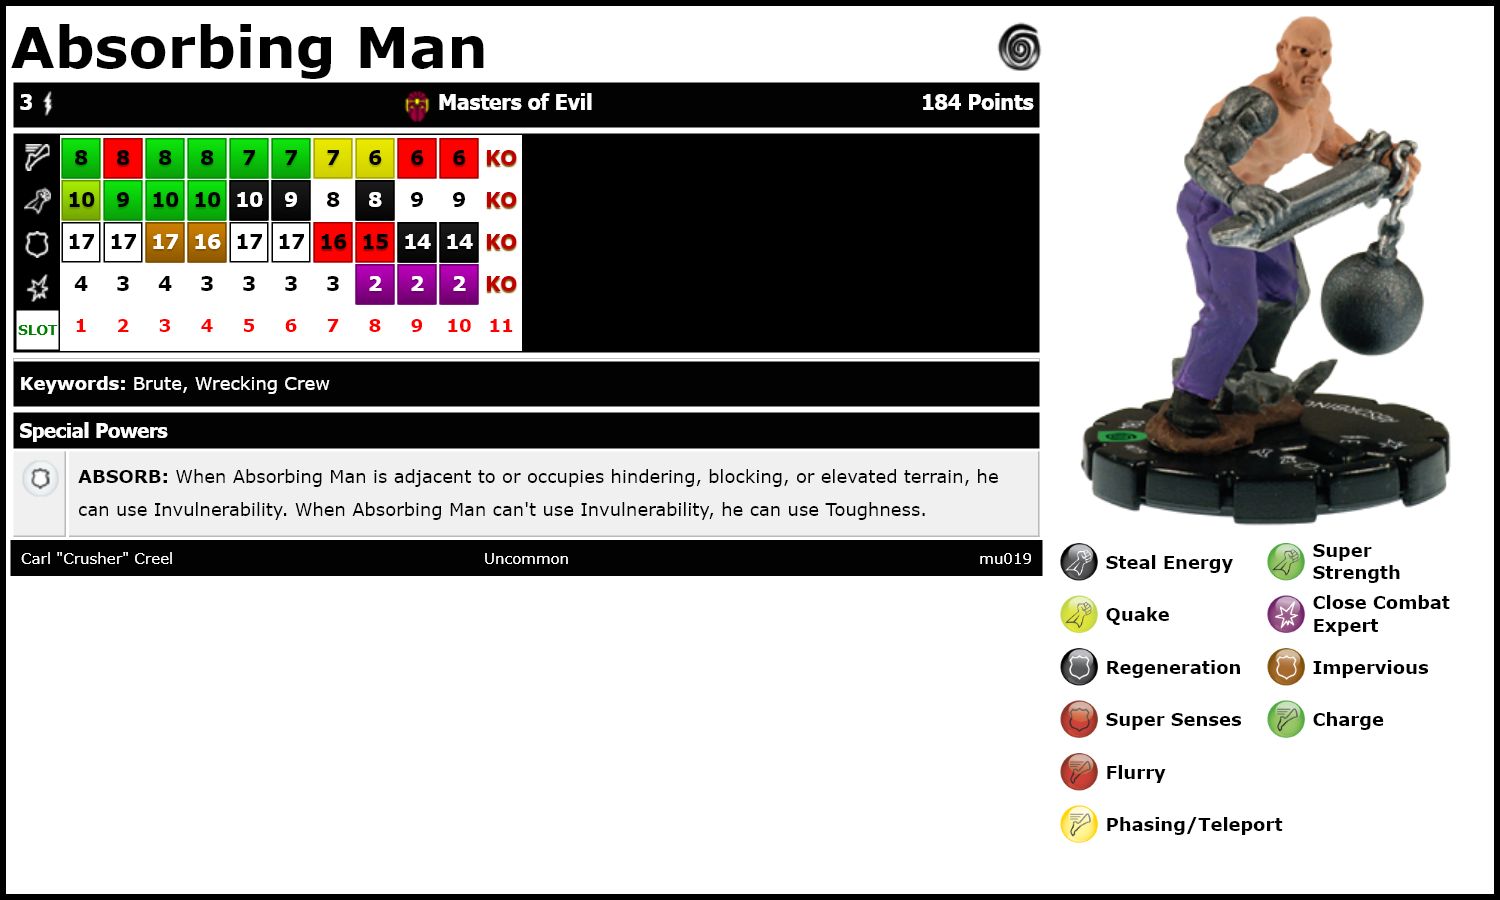 Absorbing Man
3 Masters of Evil 184 Points
8 8 8 8 7 7 7 6 6 6 KO
10 9 10 10 10 9 8 8 9 9 KO
17 17 17 16 17 17 16 15 14 14 KO
4 3 4 3 3 3 3 2 2 2 KO
SLOT 1 2 3 4 5 6 7 8 9 10 11
Keywords: Brute, Wrecking Crew
Special Powers
ABSORB: When Absorbing Man is adjacent to or occupies hindering, blocking, or elevated terrain, he
can use Invulnerability. When Absorbing Man can't use Invulnerability, he can use Toughness.
Carl "Crusher" Creel Uncommon mu019
ABSORBING
Steal Energy
Super
Strength
Quake
Close Combat
Expert
Regeneration
Impervious
Super Senses
Charge
Flurry
Phasing/Teleport